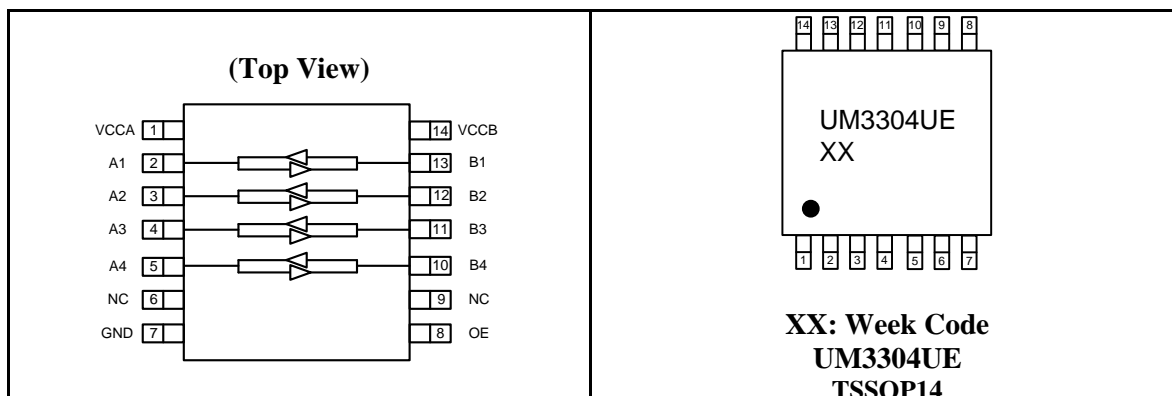 (Top View)
VCCA 1 14 VCCB
A1 2 13 B1
A2 3 12 B2
A3 4 11 B3
A4 5 10 B4
NC 6 9 NC
GND 7 8 OE
14 13 12 11 10 9 8
UM3304UE
XX
1 2 3 4 5 6 7
XX: Week Code
UM3304UE
TSSOP14